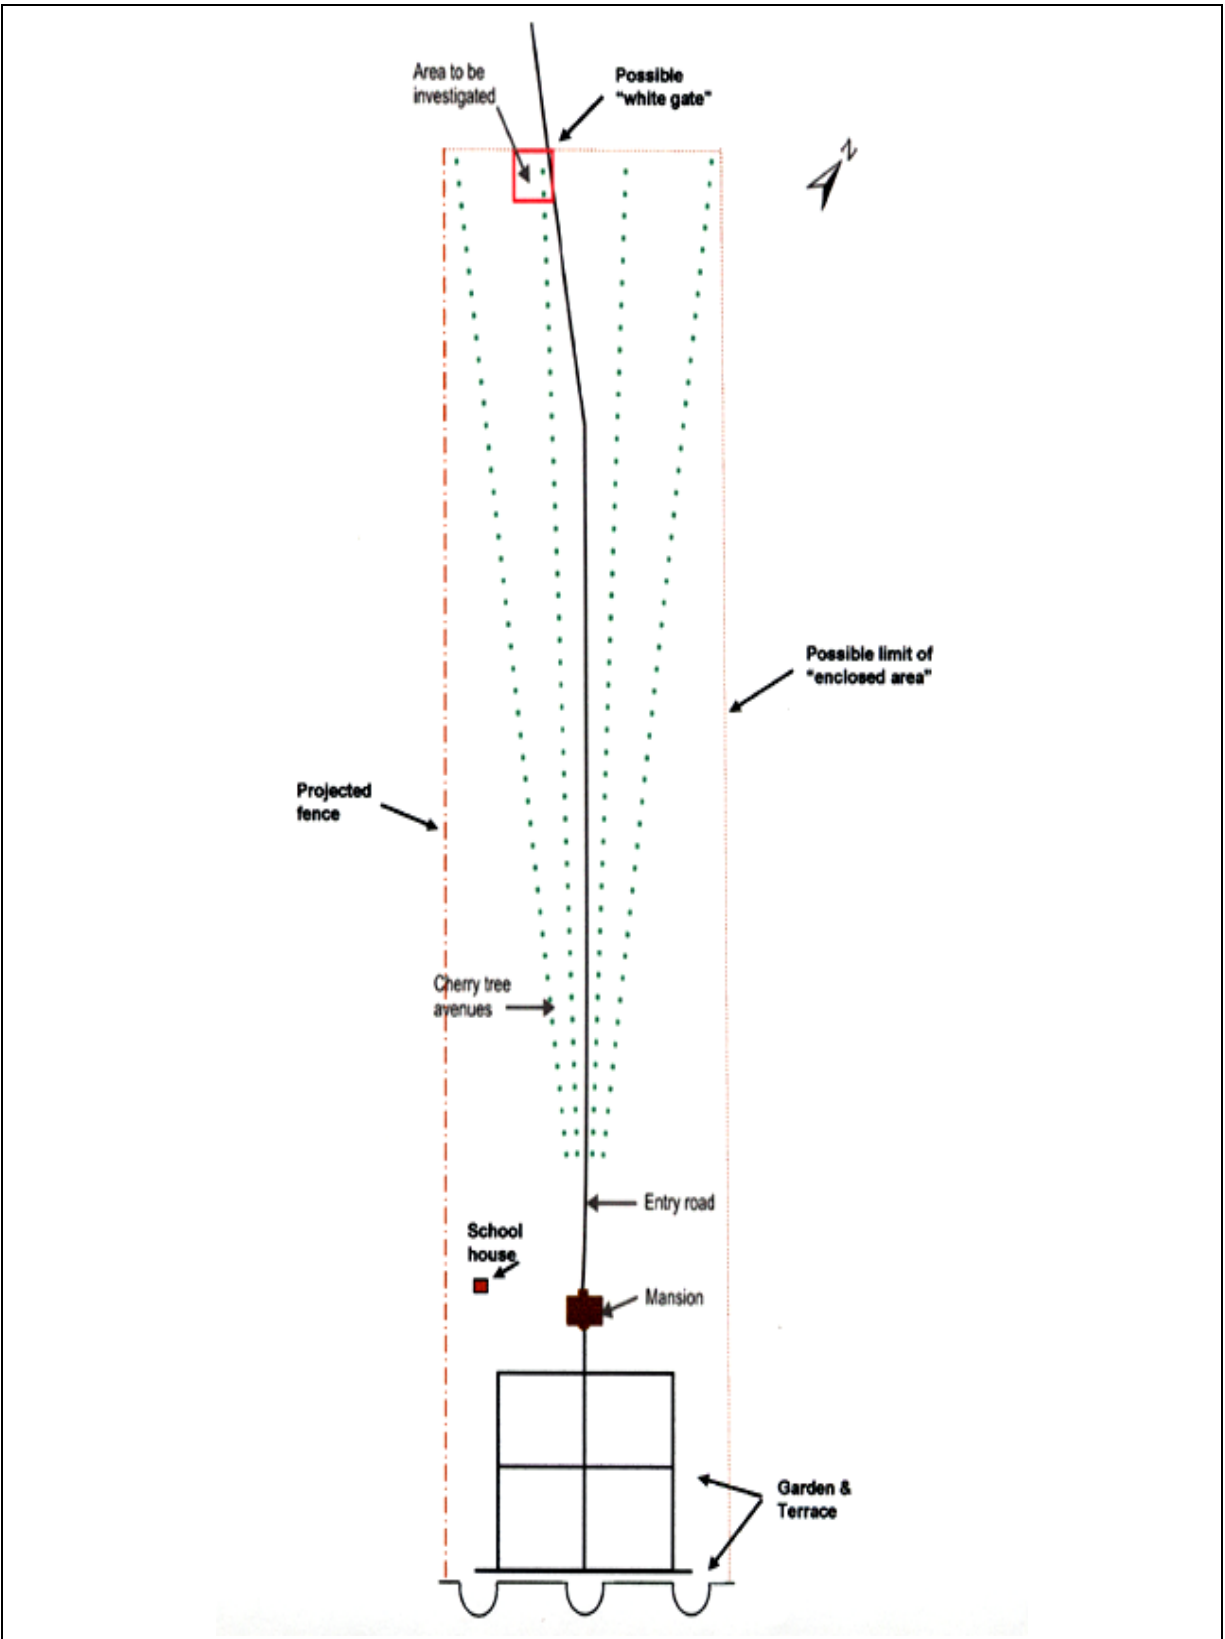 Area to be
investigated
Possible
"white gate"
N
Possible limit of
"enclosed area"
Projected
fence
Cherry tree
avenues
Entry road
School
house
Mansion
Garden &
Terrace